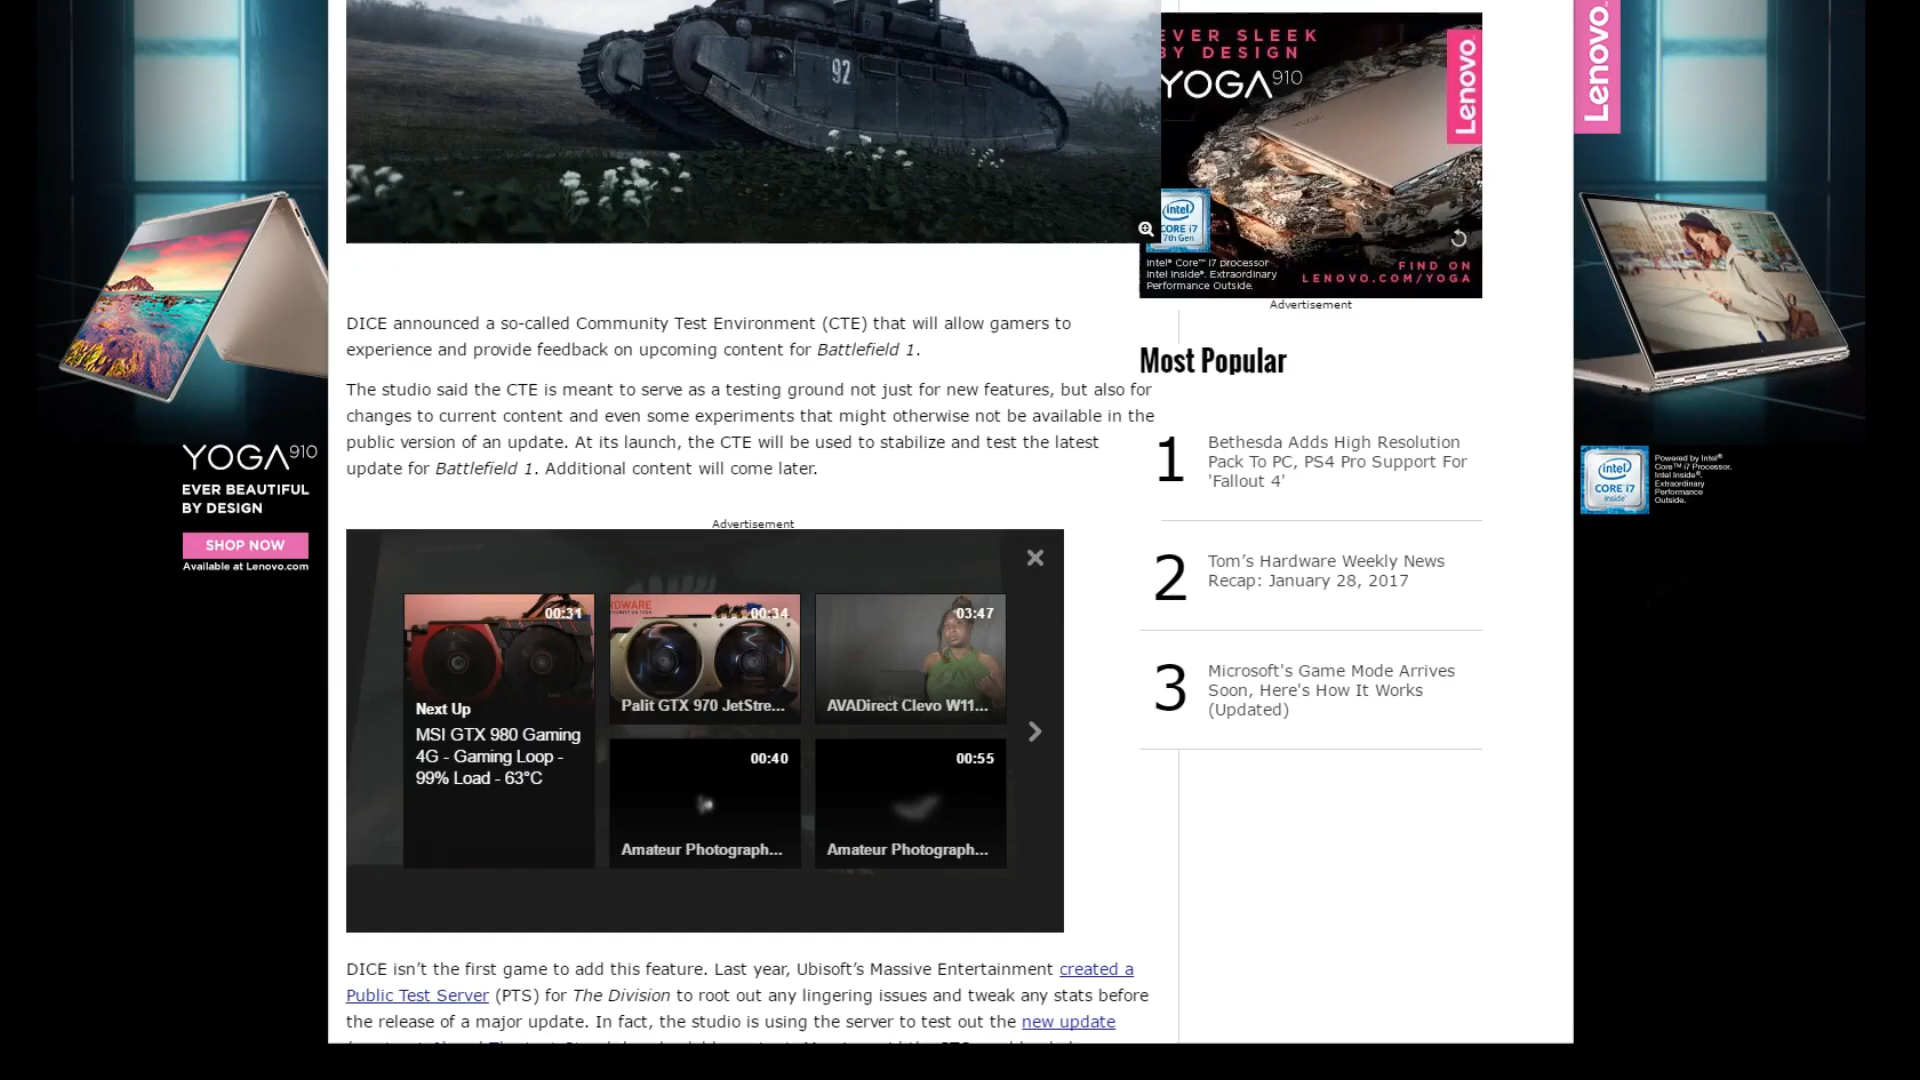 92
EVER SLEEK
BY DESIGN
YOGA 910
Lenovo
intel
CORE i7
7th Gen
Intel® Core™ i7 processor
Intel Inside®. Extraordinary
Performance Outside.
FIND ON
LENOVO.COM/YOGA
Advertisement
Lenovo
DICE announced a so-called Community Test Environment (CTE) that will allow gamers to
experience and provide feedback on upcoming content for Battlefield 1.
The studio said the CTE is meant to serve as a testing ground not just for new features, but also for
changes to current content and even some experiments that might otherwise not be available in the
public version of an update. At its launch, the CTE will be used to stabilize and test the latest
update for Battlefield 1. Additional content will come later.
Most Popular
1
Bethesda Adds High Resolution
Pack To PC, PS4 Pro Support For
'Fallout 4'
2
Tom’s Hardware Weekly News
Recap: January 28, 2017
3
Microsoft's Game Mode Arrives
Soon, Here's How It Works
(Updated)
YOGA 910
EVER BEAUTIFUL
BY DESIGN
SHOP NOW
Available at Lenovo.com
intel
CORE i7
inside
Powered by Intel®
Core™ i7 Processor.
Intel Inside®.
Extraordinary
Performance
Outside.
Advertisement
00:31
Next Up
MSI GTX 980 Gaming
4G - Gaming Loop -
99% Load - 63°C
00:34
Palit GTX 970 JetStre...
03:47
AVADirect Clevo W11...
00:40
Amateur Photograph...
00:55
Amateur Photograph...
DICE isn’t the first game to add this feature. Last year, Ubisoft’s Massive Entertainment created a
Public Test Server (PTS) for The Division to root out any lingering issues and tweak any stats before
the release of a major update. In fact, the studio is using the server to test out the new update